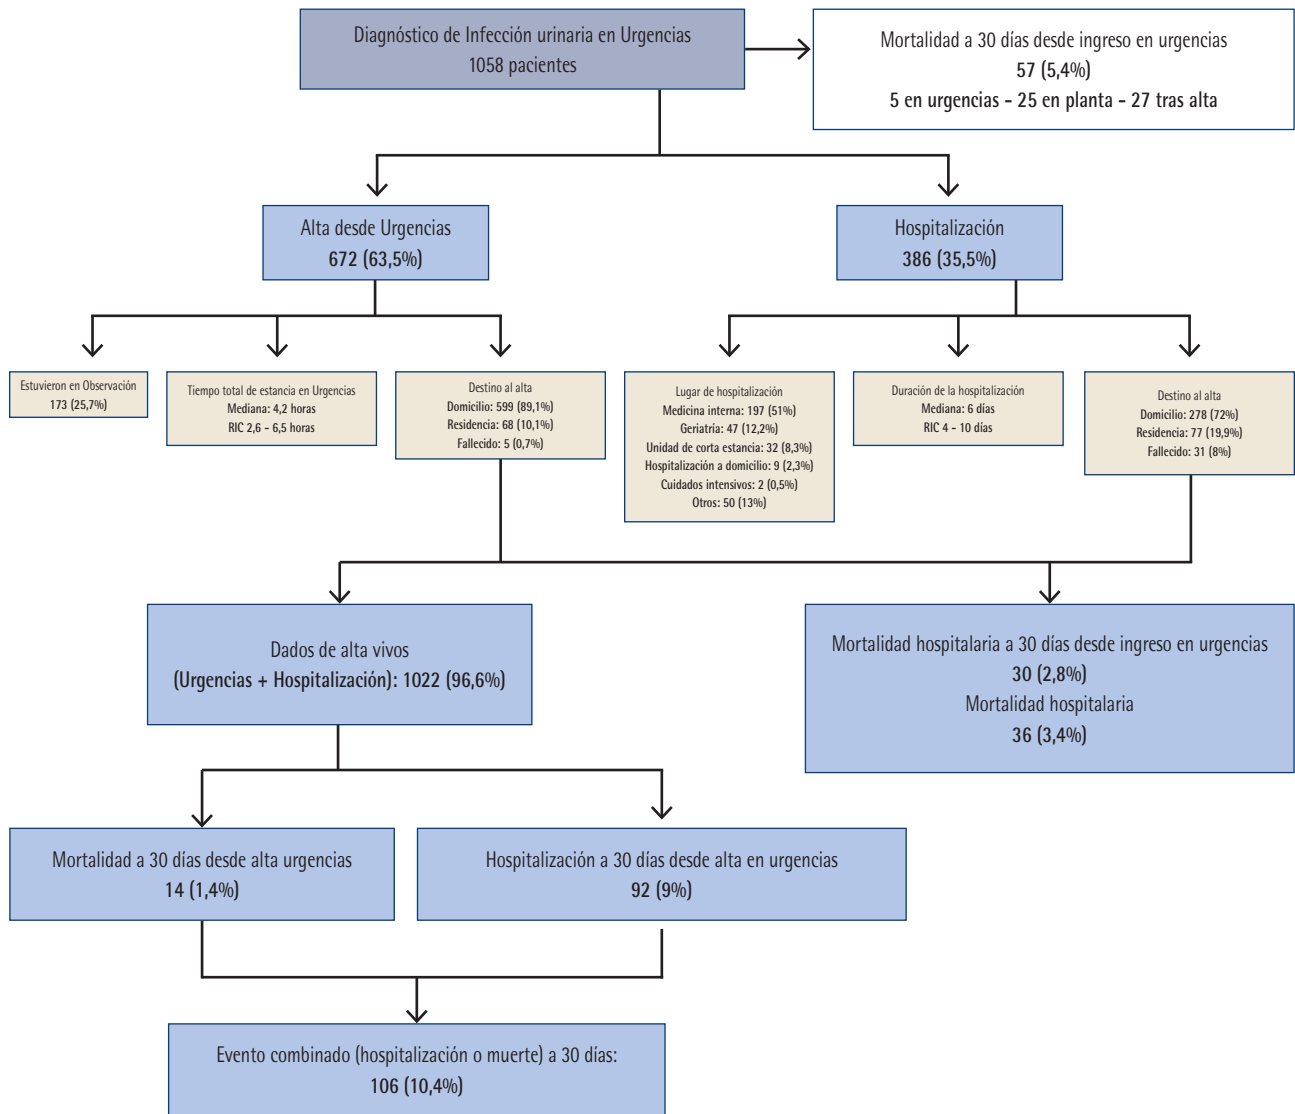 Diagnóstico de Infección urinaria en Urgencias
1058 pacientes
Mortalidad a 30 días desde ingreso en urgencias
57 (5,4%)
5 en urgencias - 25 en planta - 27 tras alta
Alta desde Urgencias
672 (63,5%)
Hospitalización
386 (35,5%)
Estuvieron en Observación
173 (25,7%)
Tiempo total de estancia en Urgencias
Mediana: 4,2 horas
RIC 2,6 - 6,5 horas
Destino al alta
Domicilio: 599 (89,1%)
Residencia: 68 (10,1%)
Fallecido: 5 (0,7%)
Lugar de hospitalización
Medicina interna: 197 (51%)
Geriatría: 47 (12,2%)
Unidad de corta estancia: 32 (8,3%)
Hospitalización a domicilio: 9 (2,3%)
Cuidados intensivos: 2 (0,5%)
Otros: 50 (13%)
Duración de la hospitalización
Mediana: 6 días
RIC 4 - 10 días
Destino al alta
Domicilio: 278 (72%)
Residencia: 77 (19,9%)
Fallecido: 31 (8%)
Dados de alta vivos
(Urgencias + Hospitalización): 1022 (96,6%)
Mortalidad hospitalaria a 30 días desde ingreso en urgencias
30 (2,8%)
Mortalidad hospitalaria
36 (3,4%)
Mortalidad a 30 días desde alta urgencias
14 (1,4%)
Hospitalización a 30 días desde alta en urgencias
92 (9%)
Evento combinado (hospitalización o muerte) a 30 días:
106 (10,4%)